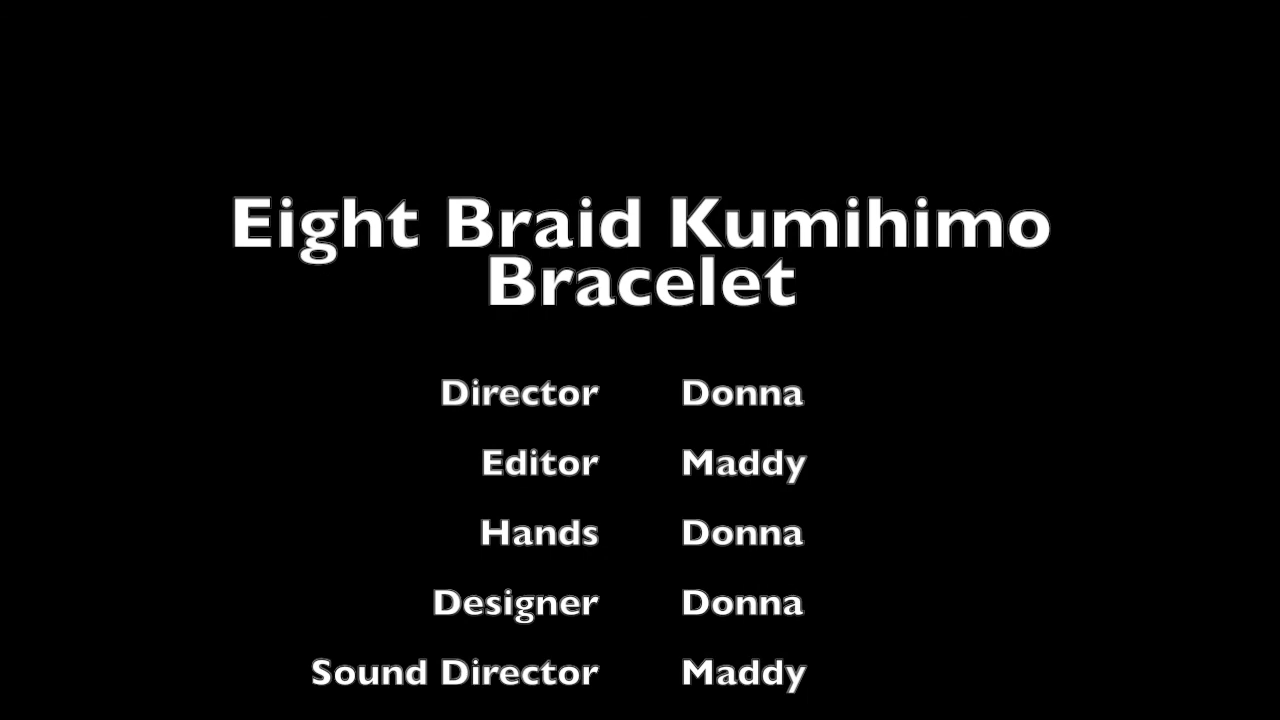 Eight Braid Kumihimo
Bracelet
Director Donna
Editor Maddy
Hands Donna
Designer Donna
Sound Director Maddy